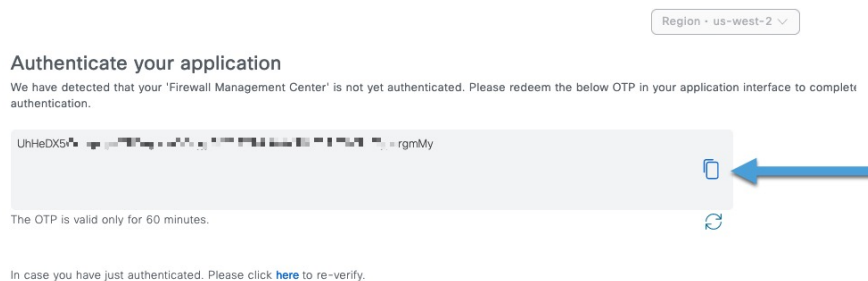 Region • us-west-2
Authenticate your application
We have detected that your 'Firewall Management Center' is not yet authenticated. Please redeem the below OTP in your application interface to complete
authentication.
UhHeDX5 rgmMy
The OTP is valid only for 60 minutes.
In case you have just authenticated. Please click here to re-verify.